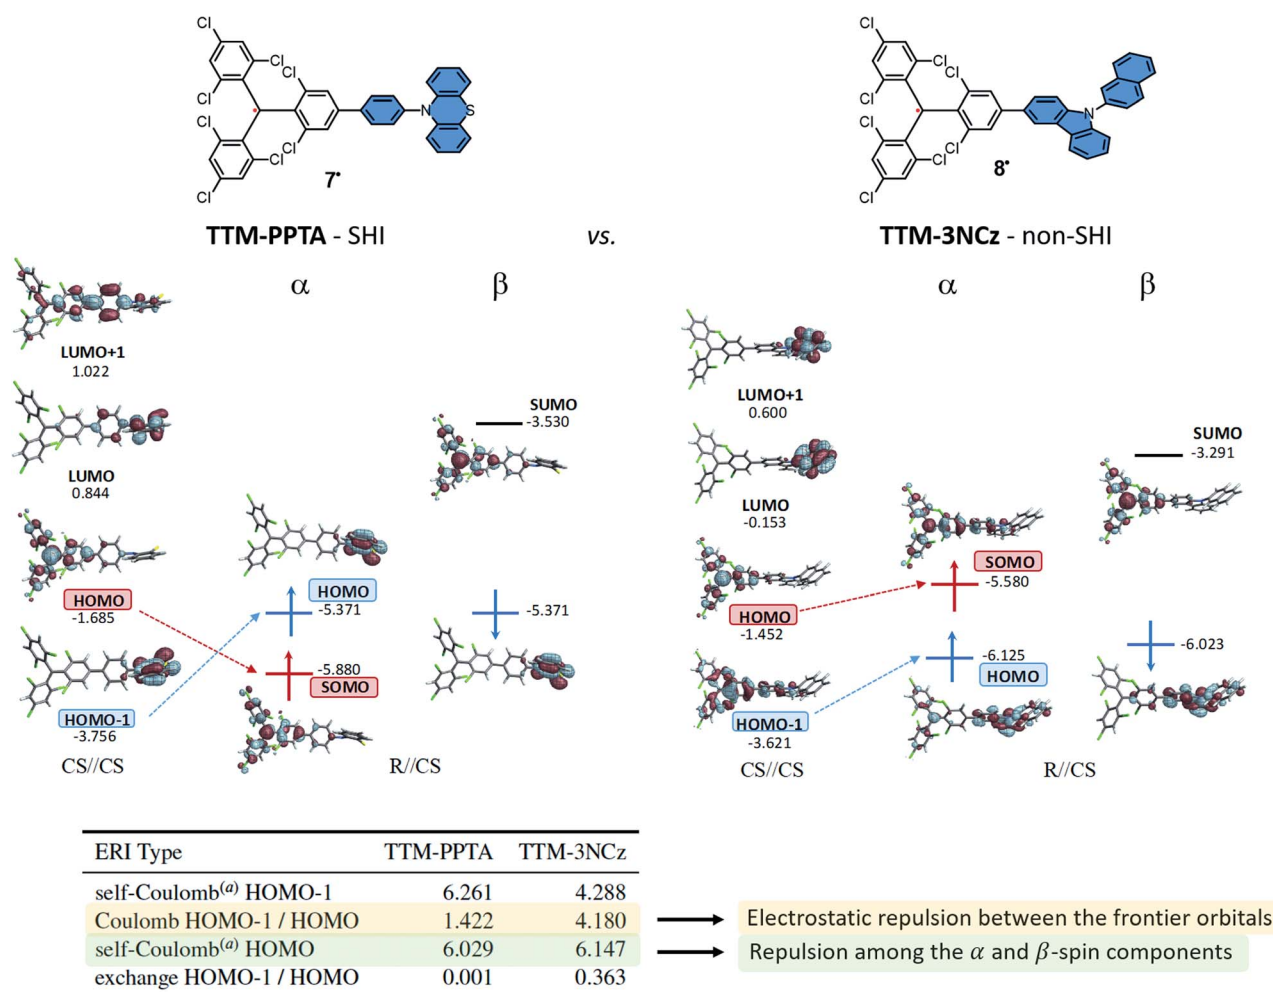 Cl
Cl
Cl
Cl
Cl
Cl
Cl
Cl
N
S
7•
Cl
Cl
Cl
Cl
Cl
Cl
Cl
Cl
N
8•
TTM-PPTA - SHI
vs.
TTM-3NCz - non-SHI
α
β
LUMO+1
1.022
LUMO
0.844
HOMO
-1.685
HOMO-1
-3.756
CS//CS
HOMO
-5.371
-5.880
SOMO
SUMO
-3.530
-5.371
R//CS
α
β
LUMO+1
0.600
LUMO
-0.153
HOMO
-1.452
HOMO-1
-3.621
CS//CS
SOMO
-5.580
-6.125
HOMO
SUMO
-3.291
-6.023
R//CS
ERI Type TTM-PPTA TTM-3NCz
self-Coulomb(a) HOMO-1 6.261 4.288
Coulomb HOMO-1 / HOMO 1.422 4.180
self-Coulomb(a) HOMO 6.029 6.147
exchange HOMO-1 / HOMO 0.001 0.363
Electrostatic repulsion between the frontier orbitals
Repulsion among the α and β-spin components